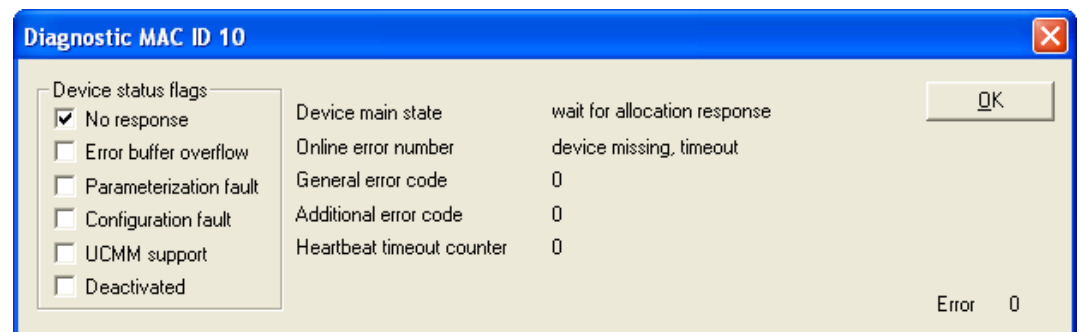 Diagnostic MAC ID 10
Device status flags
No response
Error buffer overflow
Parameterization fault
Configuration fault
UCMM support
Deactivated
Device main state wait for allocation response
Online error number device missing, timeout
General error code 0
Additional error code 0
Heartbeat timeout counter 0
OK
Error 0